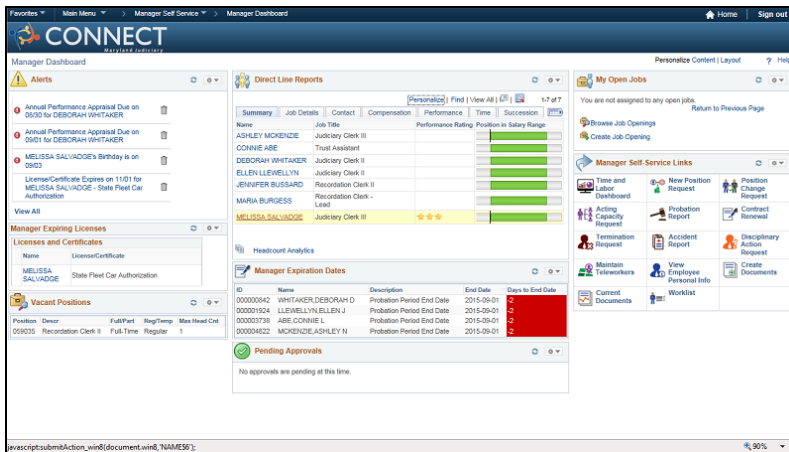 Favorites Main Menu > Manager Self Service > Manager Dashboard
Home Sign out
CONNECT
Maryland Judiciary
Manager Dashboard
Personalize Content | Layout ? Help
Alerts
Annual Performance Appraisal Due on
06/30 for DEBORAH WHITAKER
Annual Performance Appraisal Due on
09/01 for DEBORAH WHITAKER
MELISSA SALVADGE's Birthday is on
09/03
License/Certificate Expires on 11/01 for
MELISSA SALVADGE - State Fleet Car
Authorization
View All
Manager Expiring Licenses
Licenses and Certificates
Name License/Certificate
MELISSA
SALVADGE
State Fleet Car Authorization
Vacant Positions
Position Descr Full/Part Reg/Temp Max Head Cnt
059035 Recordation Clerk II Full-Time Regular 1
Direct Line Reports
Personalize | Find | View All | 1-7 of 7
Summary Job Details Contact Compensation Performance Time Succession
Name Job Title Performance Rating Position in Salary Range
ASHLEY MCKENZIE Judiciary Clerk III
CONNIE ABE Trust Assistant
DEBORAH WHITAKER Judiciary Clerk II
ELLEN LLEWELLYN Judiciary Clerk II
JENNIFER BUSSARD Recordation Clerk II
MARIA BURGESS Recordation Clerk -
Lead
MELISSA SALVADGE Judiciary Clerk III
Headcount Analytics
Manager Expiration Dates
ID Name Description End Date Days to End Date
000000842 WHITAKER,DEBORAH D Probation Period End Date 2015-09-01 -2
000001924 LLEWELLYN,ELLEN J Probation Period End Date 2015-09-01 -2
000003738 ABE,CONNIE L Probation Period End Date 2015-09-01 -2
000004822 MCKENZIE,ASHLEY N Probation Period End Date 2015-09-01 -2
Pending Approvals
No approvals are pending at this time.
My Open Jobs
You are not assigned to any open jobs.
Return to Previous Page
Browse Job Openings
Create Job Opening
Manager Self-Service Links
Time and
Labor
Dashboard
New Position
Request
Position
Change
Request
Acting
Capacity
Request
Probation
Report
Contract
Renewal
Termination
Request
Accident
Report
Disciplinary
Action
Request
Maintain
Teleworkers
View
Employee
Personal Info
Create
Documents
Current
Documents
Worklist
javascript:submitAction_win8(document.win8,'NAME$6');
90%